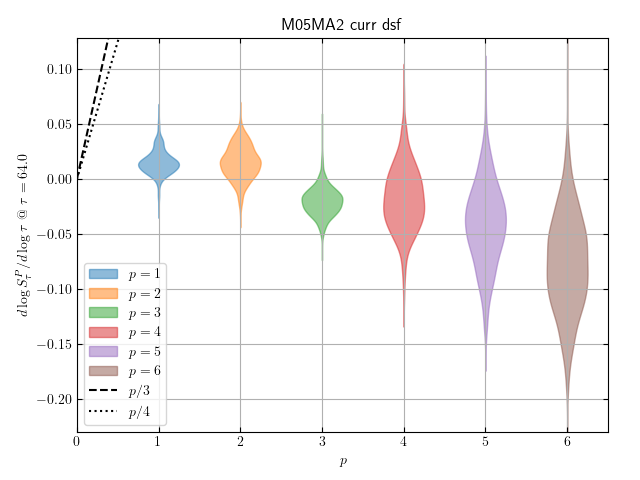 M05MA2 curr dsf
d log S_τ^P / d log τ @ τ = 64.0
0.10
0.05
0.00
−0.05
−0.10
−0.15
−0.20
p = 1
p = 2
p = 3
p = 4
p = 5
p = 6
p/3
p/4
0 1 2 3 4 5 6
p